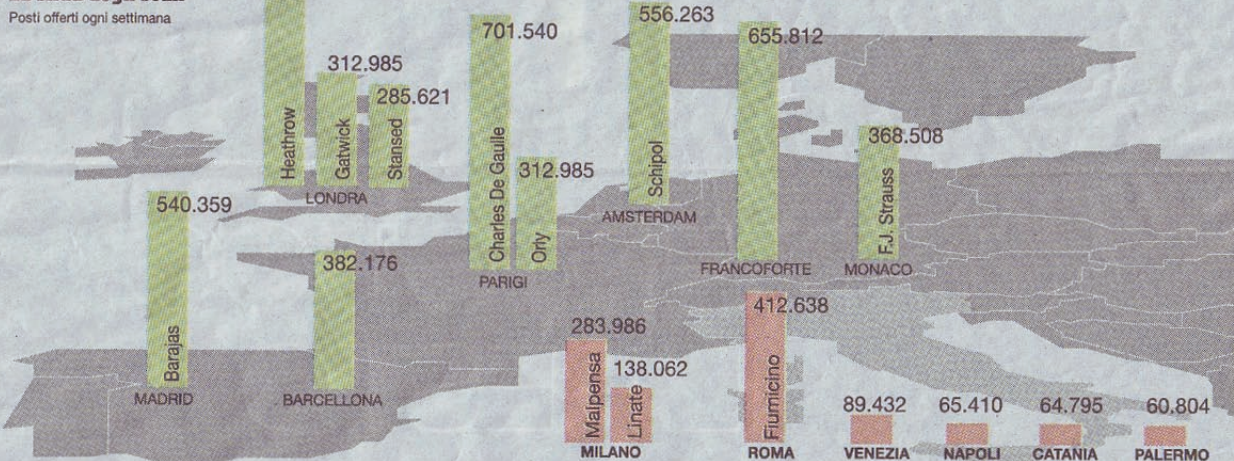 Posti offerti ogni settimana
Heathrow
312.985
Gatwick
285.621
Stansed
LONDRA
701.540
Charles De Gaulle
312.985
Orly
PARIGI
556.263
Schipol
AMSTERDAM
655.812
FRANCOFORTE
368.508
F.J. Strauss
MONACO
540.359
Barajas
MADRID
382.176
BARCELLONA
283.986
Malpensa
138.062
Linate
MILANO
412.638
Fiumicino
ROMA
89.432
VENEZIA
65.410
NAPOLI
64.795
CATANIA
60.804
PALERMO